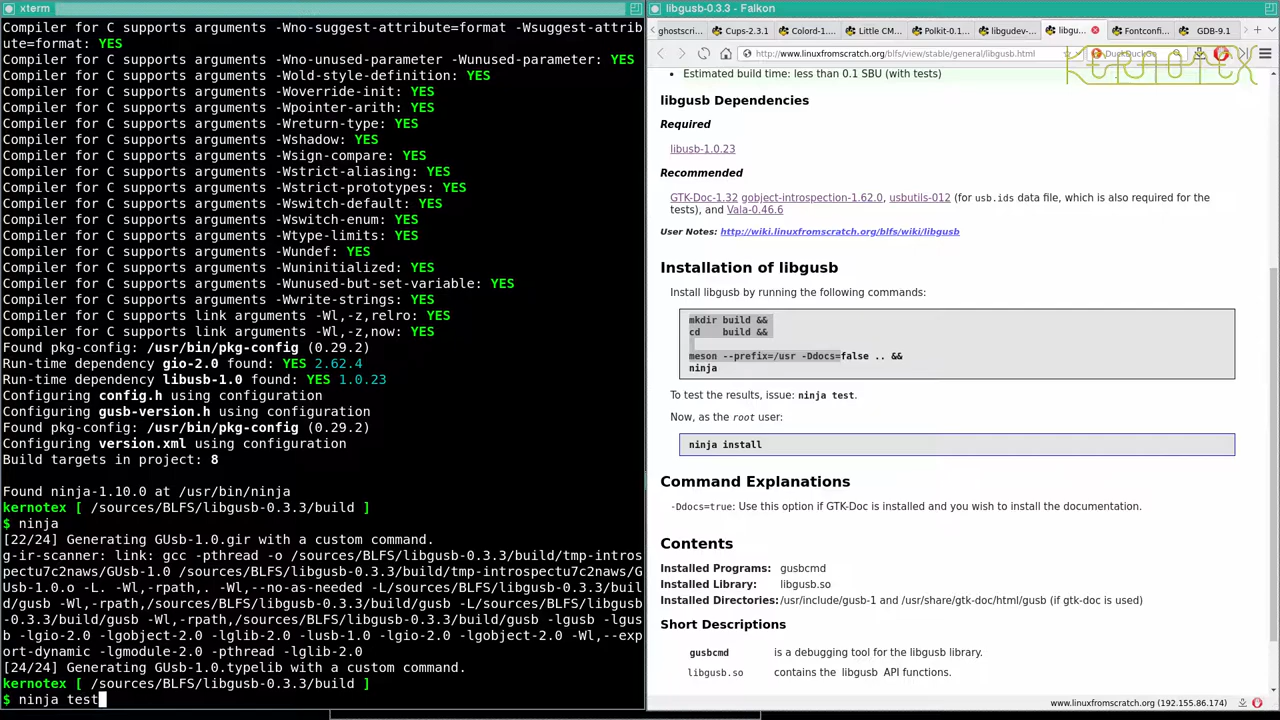 xterm
Compiler for C supports arguments -Wno-suggest-attribute=format -Wsuggest-attrib
ute=format: YES
Compiler for C supports arguments -Wno-unused-parameter -Wunused-parameter: YES
Compiler for C supports arguments -Wold-style-definition: YES
Compiler for C supports arguments -Woverride-init: YES
Compiler for C supports arguments -Wpointer-arith: YES
Compiler for C supports arguments -Wreturn-type: YES
Compiler for C supports arguments -Wshadow: YES
Compiler for C supports arguments -Wsign-compare: YES
Compiler for C supports arguments -Wstrict-aliasing: YES
Compiler for C supports arguments -Wstrict-prototypes: YES
Compiler for C supports arguments -Wswitch-default: YES
Compiler for C supports arguments -Wswitch-enum: YES
Compiler for C supports arguments -Wtype-limits: YES
Compiler for C supports arguments -Wundef: YES
Compiler for C supports arguments -Wuninitialized: YES
Compiler for C supports arguments -Wunused-but-set-variable: YES
Compiler for C supports arguments -Wwrite-strings: YES
Compiler for C supports link arguments -Wl,-z,relro: YES
Compiler for C supports link arguments -Wl,-z,now: YES
Found pkg-config: /usr/bin/pkg-config (0.29.2)
Run-time dependency gio-2.0 found: YES 2.62.4
Run-time dependency libusb-1.0 found: YES 1.0.23
Configuring config.h using configuration
Configuring gusb-version.h using configuration
Found pkg-config: /usr/bin/pkg-config (0.29.2)
Configuring version.xml using configuration
Build targets in project: 8
Found ninja-1.10.0 at /usr/bin/ninja
kernotex [ /sources/BLFS/libgusb-0.3.3/build ]
$ ninja
[22/24] Generating GUsb-1.0.gir with a custom command.
g-ir-scanner: link: gcc -pthread -o /sources/BLFS/libgusb-0.3.3/build/tmp-intros
pectu7c2naws/GUsb-1.0 /sources/BLFS/libgusb-0.3.3/build/tmp-introspectu7c2naws/G
Usb-1.0.o -L. -Wl,-rpath,. -Wl,--no-as-needed -L/sources/BLFS/libgusb-0.3.3/buil
d/gusb -Wl,-rpath,/sources/BLFS/libgusb-0.3.3/build/gusb -L/sources/BLFS/libgusb
-0.3.3/build/gusb -Wl,-rpath,/sources/BLFS/libgusb-0.3.3/build/gusb -lgusb -lgus
b -lgio-2.0 -lgobject-2.0 -lglib-2.0 -lusb-1.0 -lgio-2.0 -lgobject-2.0 -Wl,--exp
ort-dynamic -lgmodule-2.0 -pthread -lglib-2.0
[24/24] Generating GUsb-1.0.typelib with a custom command.
kernotex [ /sources/BLFS/libgusb-0.3.3/build ]
$ ninja test
libgusb-0.3.3 - Falkon
ghostscri... Cups-2.3.1 Colord-1.... Little CM... Polkit-0.1... libgudev-... libgu... Fontconfi... GDB-9.1
http://www.linuxfromscratch.org/blfs/view/stable/general/libgusb.html DuckDuckGo
KERNOTEX
Estimated build time: less than 0.1 SBU (with tests)
libgusb Dependencies
Required
libusb-1.0.23
Recommended
GTK-Doc-1.32 gobject-introspection-1.62.0, usbutils-012 (for usb.ids data file, which is also required for the
tests), and Vala-0.46.6
User Notes: http://wiki.linuxfromscratch.org/blfs/wiki/libgusb
Installation of libgusb
Install libgusb by running the following commands:
mkdir build &&
cd build &&
meson --prefix=/usr -Ddocs=false .. &&
ninja
To test the results, issue: ninja test.
Now, as the root user:
ninja install
Command Explanations
-Ddocs=true: Use this option if GTK-Doc is installed and you wish to install the documentation.
Contents
Installed Programs: gusbcmd
Installed Library: libgusb.so
Installed Directories: /usr/include/gusb-1 and /usr/share/gtk-doc/html/gusb (if gtk-doc is used)
Short Descriptions
gusbcmd is a debugging tool for the libgusb library.
libgusb.so contains the libgusb API functions.
www.linuxfromscratch.org (192.155.86.174)